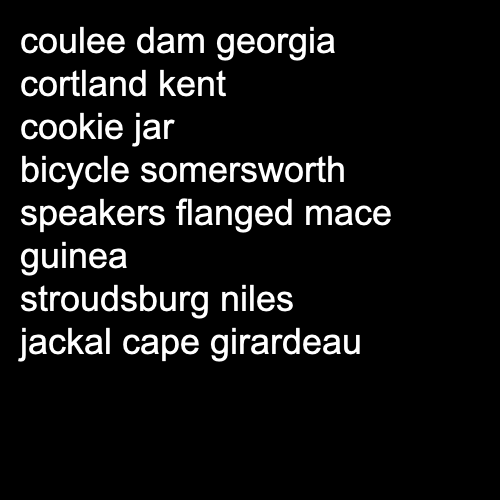 coulee dam georgia
cortland kent
cookie jar
bicycle somersworth
speakers flanged mace
guinea
stroudsburg niles
jackal cape girardeau